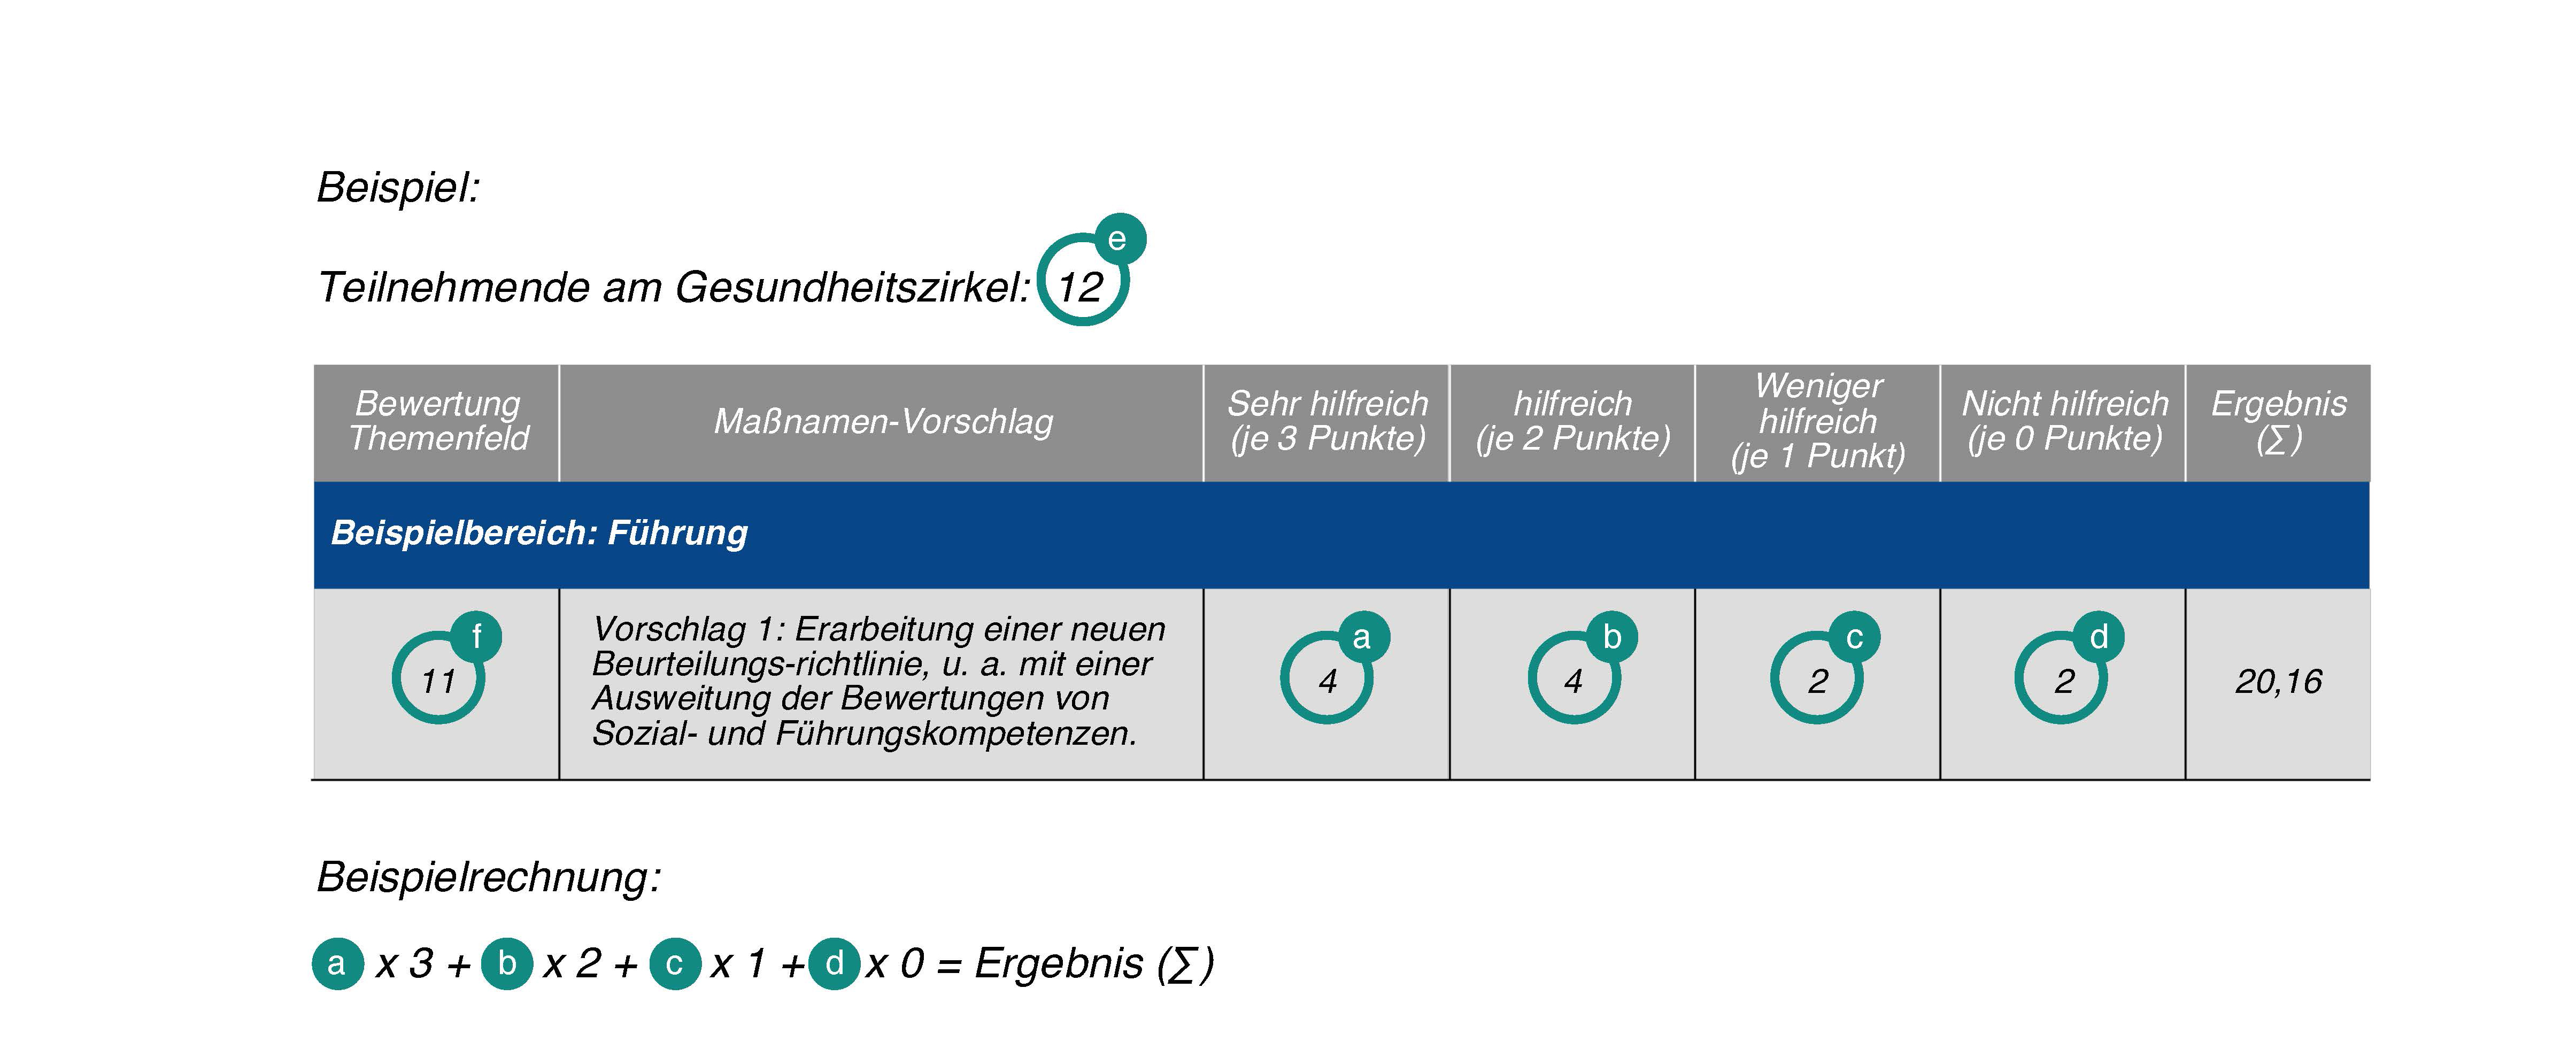 Beispiel:
Teilnehmende am Gesundheitszirkel: 12 e
Bewertung
Themenfeld
Maßnamen-Vorschlag
Sehr hilfreich
(je 3 Punkte)
hilfreich
(je 2 Punkte)
Weniger
hilfreich
(je 1 Punkt)
Nicht hilfreich
(je 0 Punkte)
Ergebnis
(∑)
Beispielbereich: Führung
11 f
Vorschlag 1: Erarbeitung einer neuen
Beurteilungs-richtlinie, u. a. mit einer
Ausweitung der Bewertungen von
Sozial- und Führungskompetenzen.
4 a
4 b
2 c
2 d
20,16
Beispielrechnung:
a x 3 + b x 2 + c x 1 + d x 0 = Ergebnis (∑)